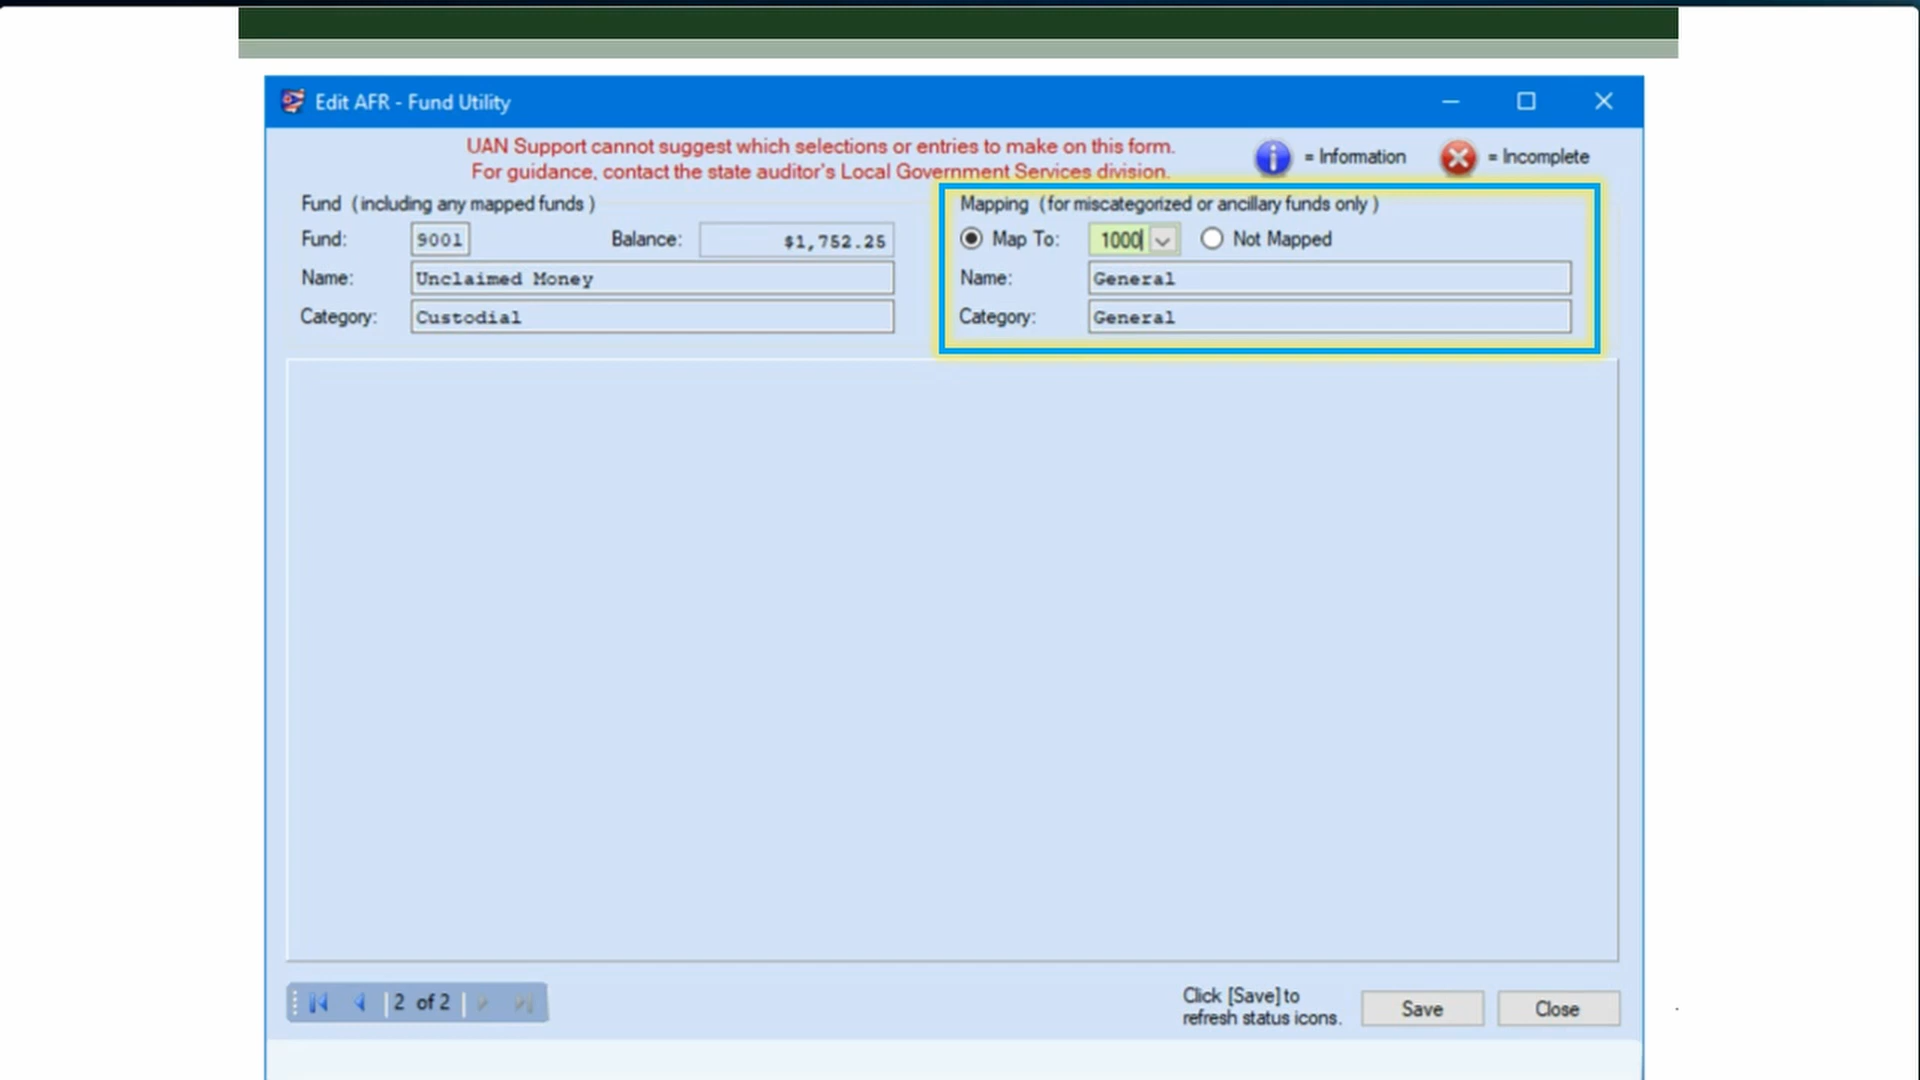 Edit AFR - Fund Utility
UAN Support cannot suggest which selections or entries to make on this form.
For guidance, contact the state auditor's Local Government Services division.
= Information
= Incomplete
Fund ( including any mapped funds )
Fund: 9001 Balance: $1,752.25
Name: Unclaimed Money
Category: Custodial
Mapping ( for miscategorized or ancillary funds only )
Map To: 1000 Not Mapped
Name: General
Category: General
2 of 2
Click [Save] to
refresh status icons.
Save
Close